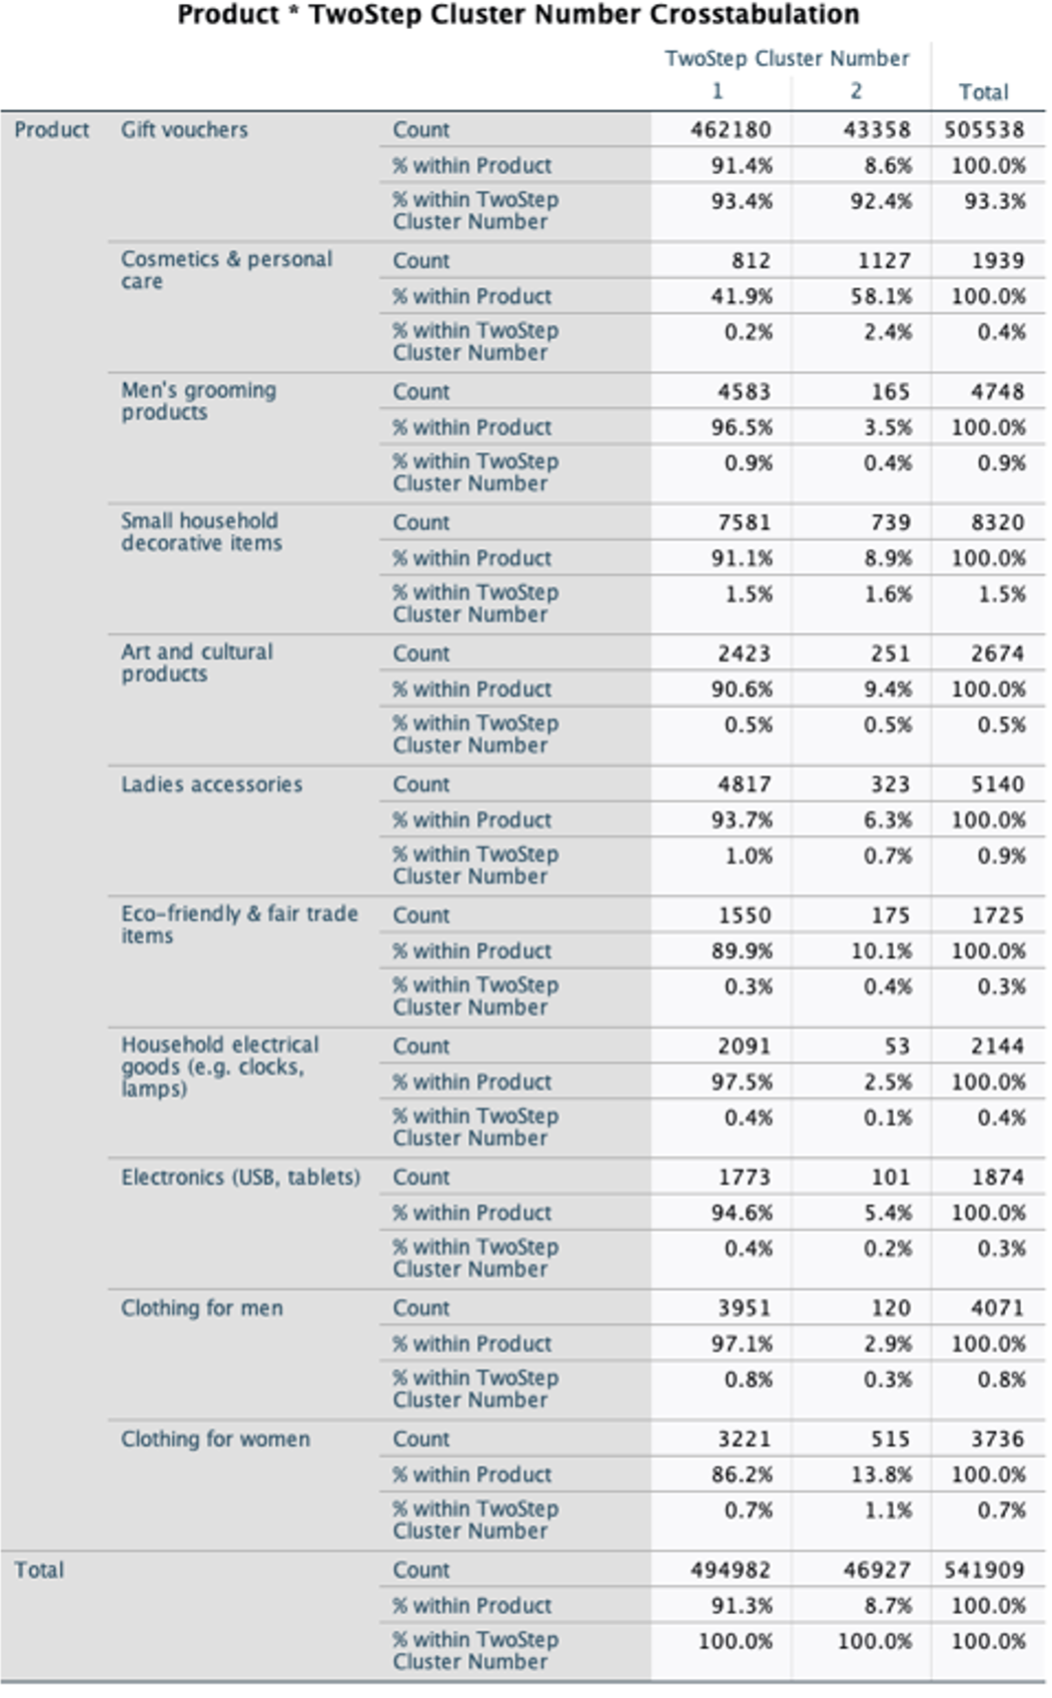 Product * TwoStep Cluster Number Crosstabulation
TwoStep Cluster Number
1 2 Total
Product Gift vouchers Count 462180 43358 505538
% within Product 91.4% 8.6% 100.0%
% within TwoStep 93.4% 92.4% 93.3%
Cluster Number
Cosmetics & personal Count 812 1127 1939
care
% within Product 41.9% 58.1% 100.0%
% within TwoStep 0.2% 2.4% 0.4%
Cluster Number
Men's grooming Count 4583 165 4748
products
% within Product 96.5% 3.5% 100.0%
% within TwoStep 0.9% 0.4% 0.9%
Cluster Number
Small household Count 7581 739 8320
decorative items
% within Product 91.1% 8.9% 100.0%
% within TwoStep 1.5% 1.6% 1.5%
Cluster Number
Art and cultural Count 2423 251 2674
products
% within Product 90.6% 9.4% 100.0%
% within TwoStep 0.5% 0.5% 0.5%
Cluster Number
Ladies accessories Count 4817 323 5140
% within Product 93.7% 6.3% 100.0%
% within TwoStep 1.0% 0.7% 0.9%
Cluster Number
Eco-friendly & fair trade Count 1550 175 1725
items
% within Product 89.9% 10.1% 100.0%
% within TwoStep 0.3% 0.4% 0.3%
Cluster Number
Household electrical Count 2091 53 2144
goods (e.g. clocks,
lamps)
% within Product 97.5% 2.5% 100.0%
% within TwoStep 0.4% 0.1% 0.4%
Cluster Number
Electronics (USB, tablets) Count 1773 101 1874
% within Product 94.6% 5.4% 100.0%
% within TwoStep 0.4% 0.2% 0.3%
Cluster Number
Clothing for men Count 3951 120 4071
% within Product 97.1% 2.9% 100.0%
% within TwoStep 0.8% 0.3% 0.8%
Cluster Number
Clothing for women Count 3221 515 3736
% within Product 86.2% 13.8% 100.0%
% within TwoStep 0.7% 1.1% 0.7%
Cluster Number
Total Count 494982 46927 541909
% within Product 91.3% 8.7% 100.0%
% within TwoStep 100.0% 100.0% 100.0%
Cluster Number